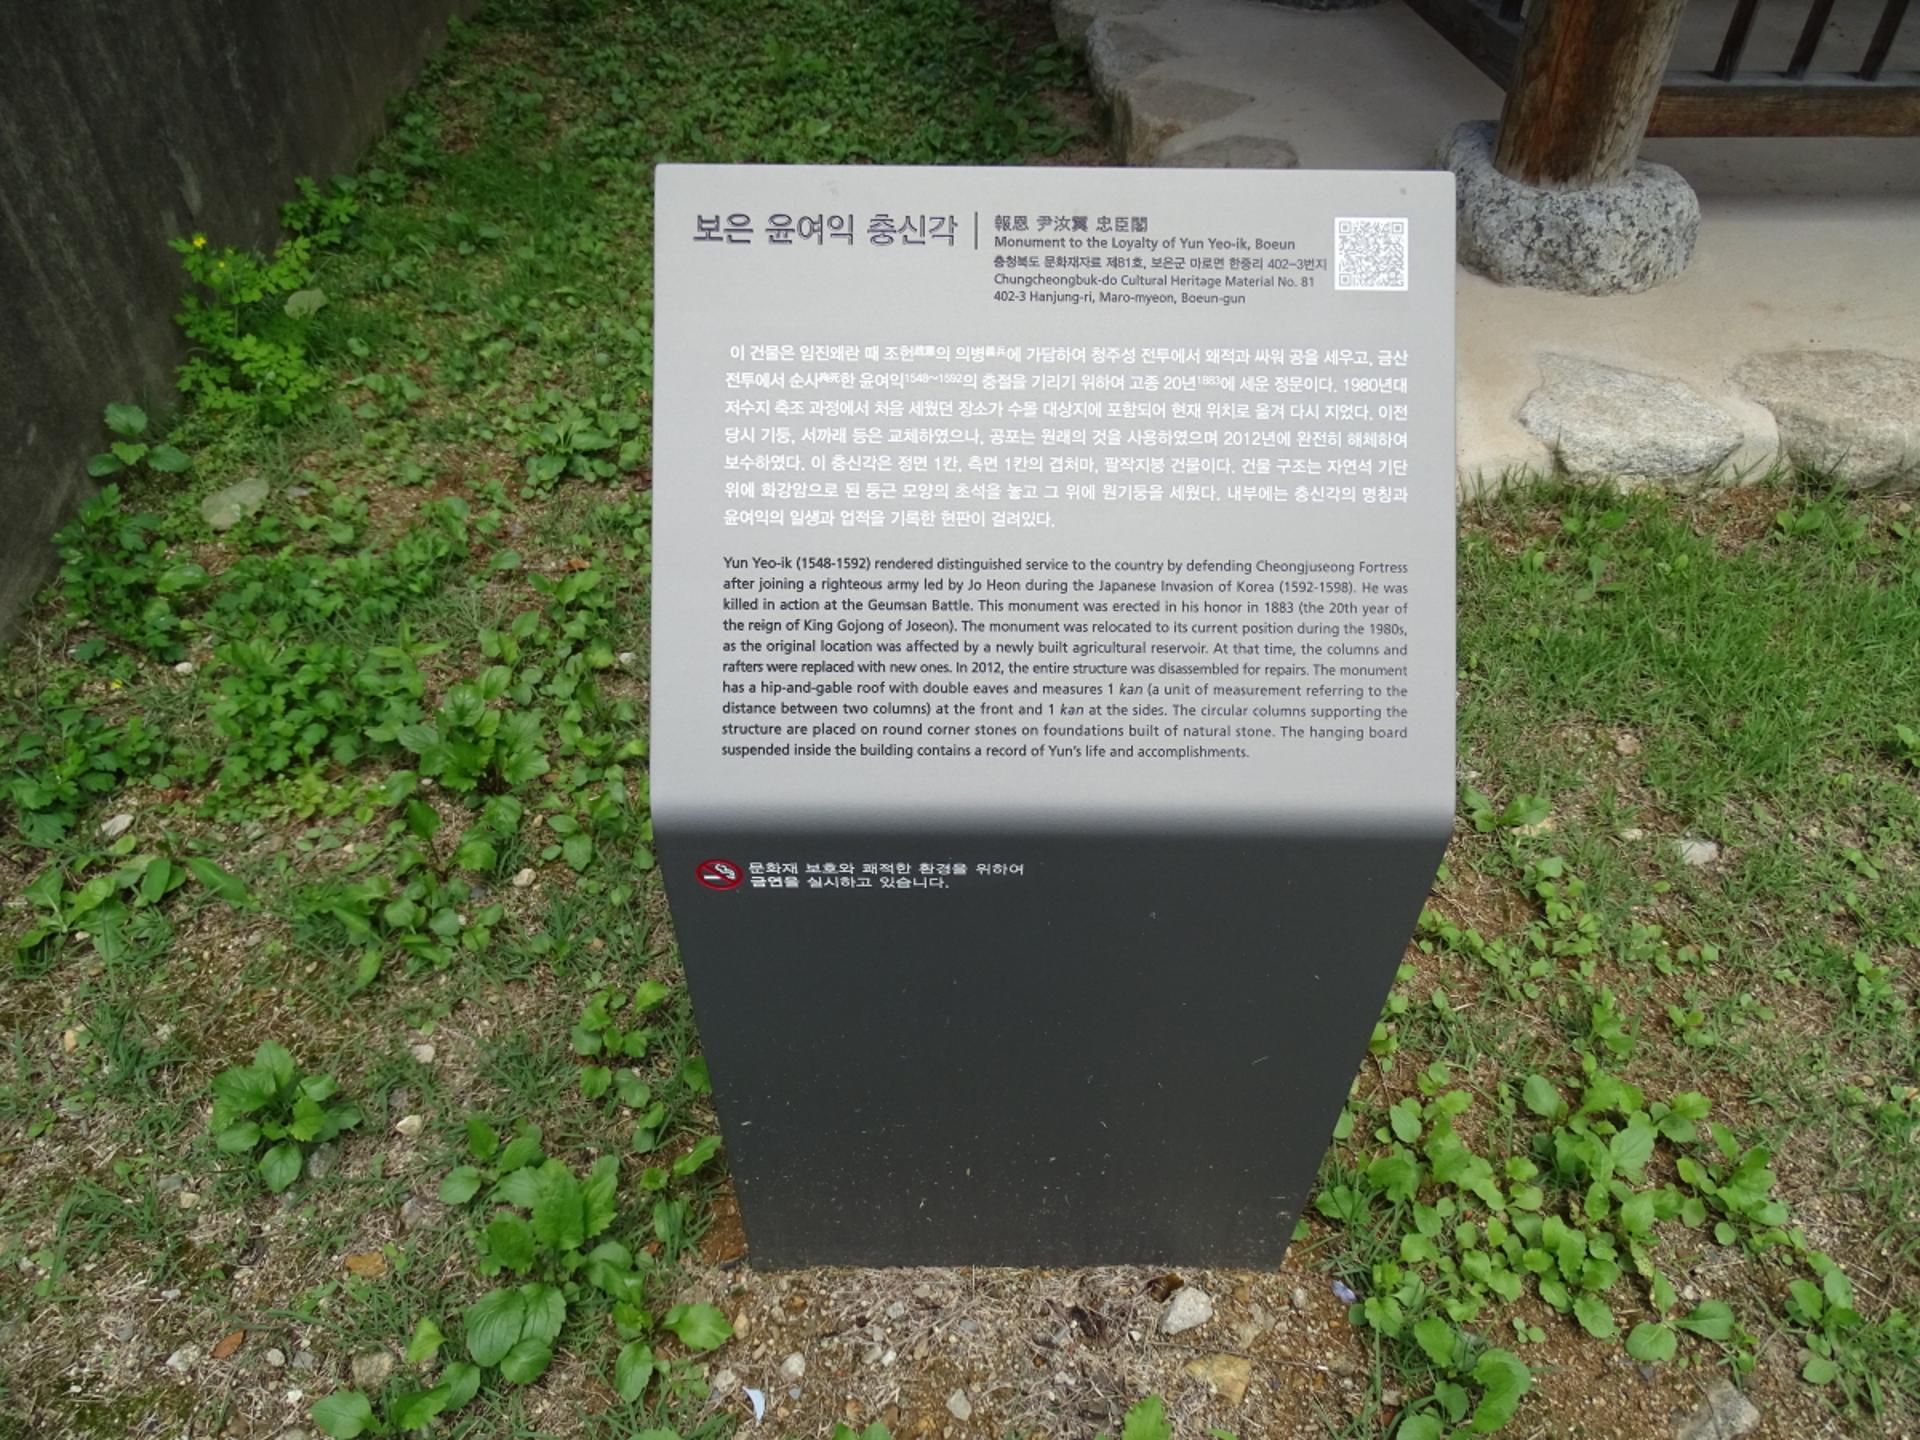 보은 윤여익 충신각
報恩 尹汝翼 忠臣閣
Monument to the Loyalty of Yun Yeo-ik, Boeun
충청북도 문화재자료 제81호, 보은군 마로면 한중리 402-3번지
Chungcheongbuk-do Cultural Heritage Material No. 81
402-3 Hanjung-ri, Maro-myeon, Boeun-gun
이 건물은 임진왜란 때 조헌의 의병義兵에 가담하여 청주성 전투에서 왜적과 싸워 공을 세우고, 금산
전투에서 순사殉死한 윤여익1548~1592의 충절을 기리기 위하여 고종 20년1883에 세운 정문이다. 1980년대
저수지 축조 과정에서 처음 세웠던 장소가 수몰 대상지에 포함되어 현재 위치로 옮겨 다시 지었다. 이전
당시 기둥, 서까래 등은 교체하였으나, 공포는 원래의 것을 사용하였으며 2012년에 완전히 해체하여
보수하였다. 이 충신각은 정면 1칸, 측면 1칸의 겹처마, 팔작지붕 건물이다. 건물 구조는 자연석 기단
위에 화강암으로 된 둥근 모양의 초석을 놓고 그 위에 원기둥을 세웠다. 내부에는 충신각의 명칭과
윤여익의 일생과 업적을 기록한 현판이 걸려있다.
Yun Yeo-ik (1548-1592) rendered distinguished service to the country by defending Cheongjuseong Fortress
after joining a righteous army led by Jo Heon during the Japanese Invasion of Korea (1592-1598). He was
killed in action at the Geumsan Battle. This monument was erected in his honor in 1883 (the 20th year of
the reign of King Gojong of Joseon). The monument was relocated to its current position during the 1980s,
as the original location was affected by a newly built agricultural reservoir. At that time, the columns and
rafters were replaced with new ones. In 2012, the entire structure was disassembled for repairs. The monument
has a hip-and-gable roof with double eaves and measures 1 kan (a unit of measurement referring to the
distance between two columns) at the front and 1 kan at the sides. The circular columns supporting the
structure are placed on round corner stones on foundations built of natural stone. The hanging board
suspended inside the building contains a record of Yun's life and accomplishments.
문화재 보호와 쾌적한 환경을 위하여
금연을 실시하고 있습니다.